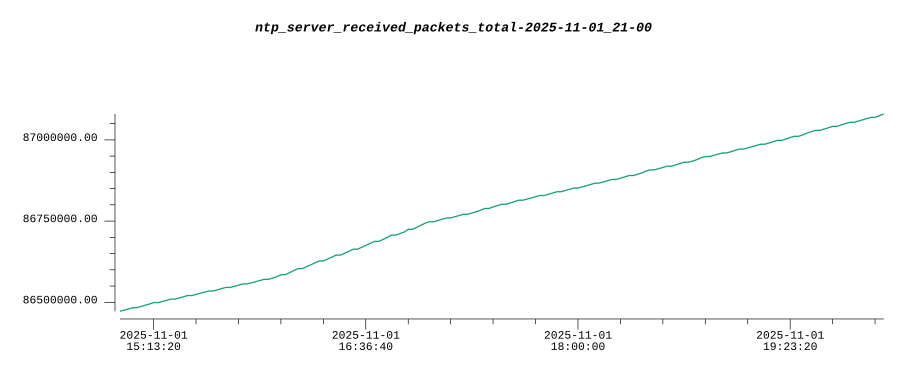 ntp_server_received_packets_total-2025-11-01_21-00
87000000.00
86750000.00
86500000.00
2025-11-01 2025-11-01 2025-11-01 2025-11-01
15:13:20 16:36:40 18:00:00 19:23:20